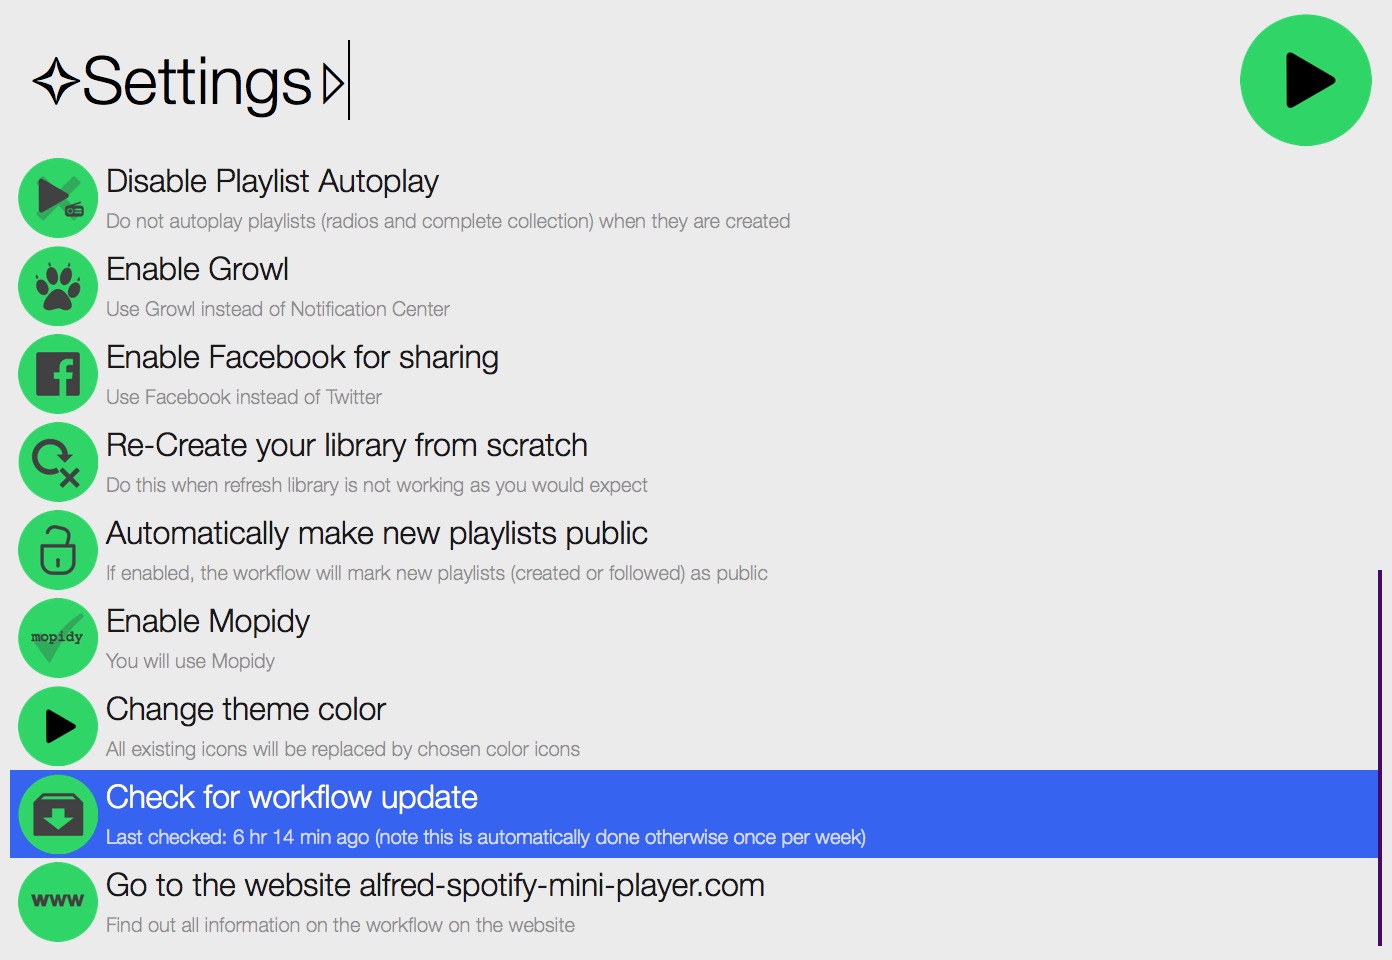 ✧Settings ▷
Disable Playlist Autoplay
Do not autoplay playlists (radios and complete collection) when they are created
Enable Growl
Use Growl instead of Notification Center
Enable Facebook for sharing
Use Facebook instead of Twitter
Re-Create your library from scratch
Do this when refresh library is not working as you would expect
Automatically make new playlists public
If enabled, the workflow will mark new playlists (created or followed) as public
mopidy
Enable Mopidy
You will use Mopidy
Change theme color
All existing icons will be replaced by chosen color icons
Check for workflow update
Last checked: 6 hr 14 min ago (note this is automatically done otherwise once per week)
www
Go to the website alfred-spotify-mini-player.com
Find out all information on the workflow on the website